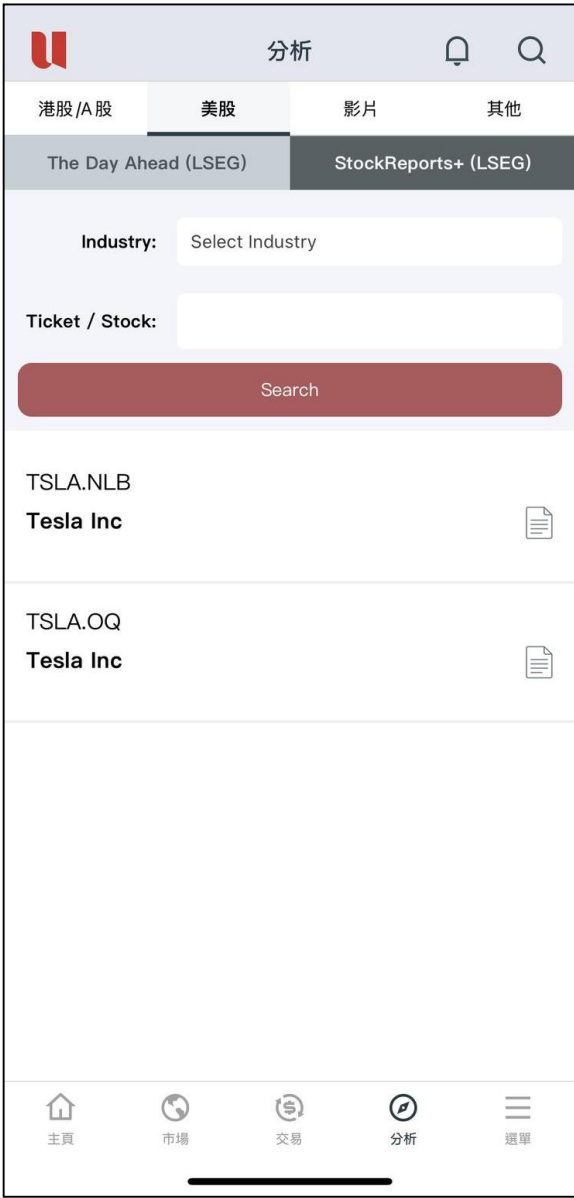 分析
港股/A股 美股 影片 其他
The Day Ahead (LSEG) StockReports+ (LSEG)
Industry: Select Industry
Ticket / Stock:
Search
TSLA.NLB
Tesla Inc
TSLA.OQ
Tesla Inc
主頁 市場 交易 分析 選單